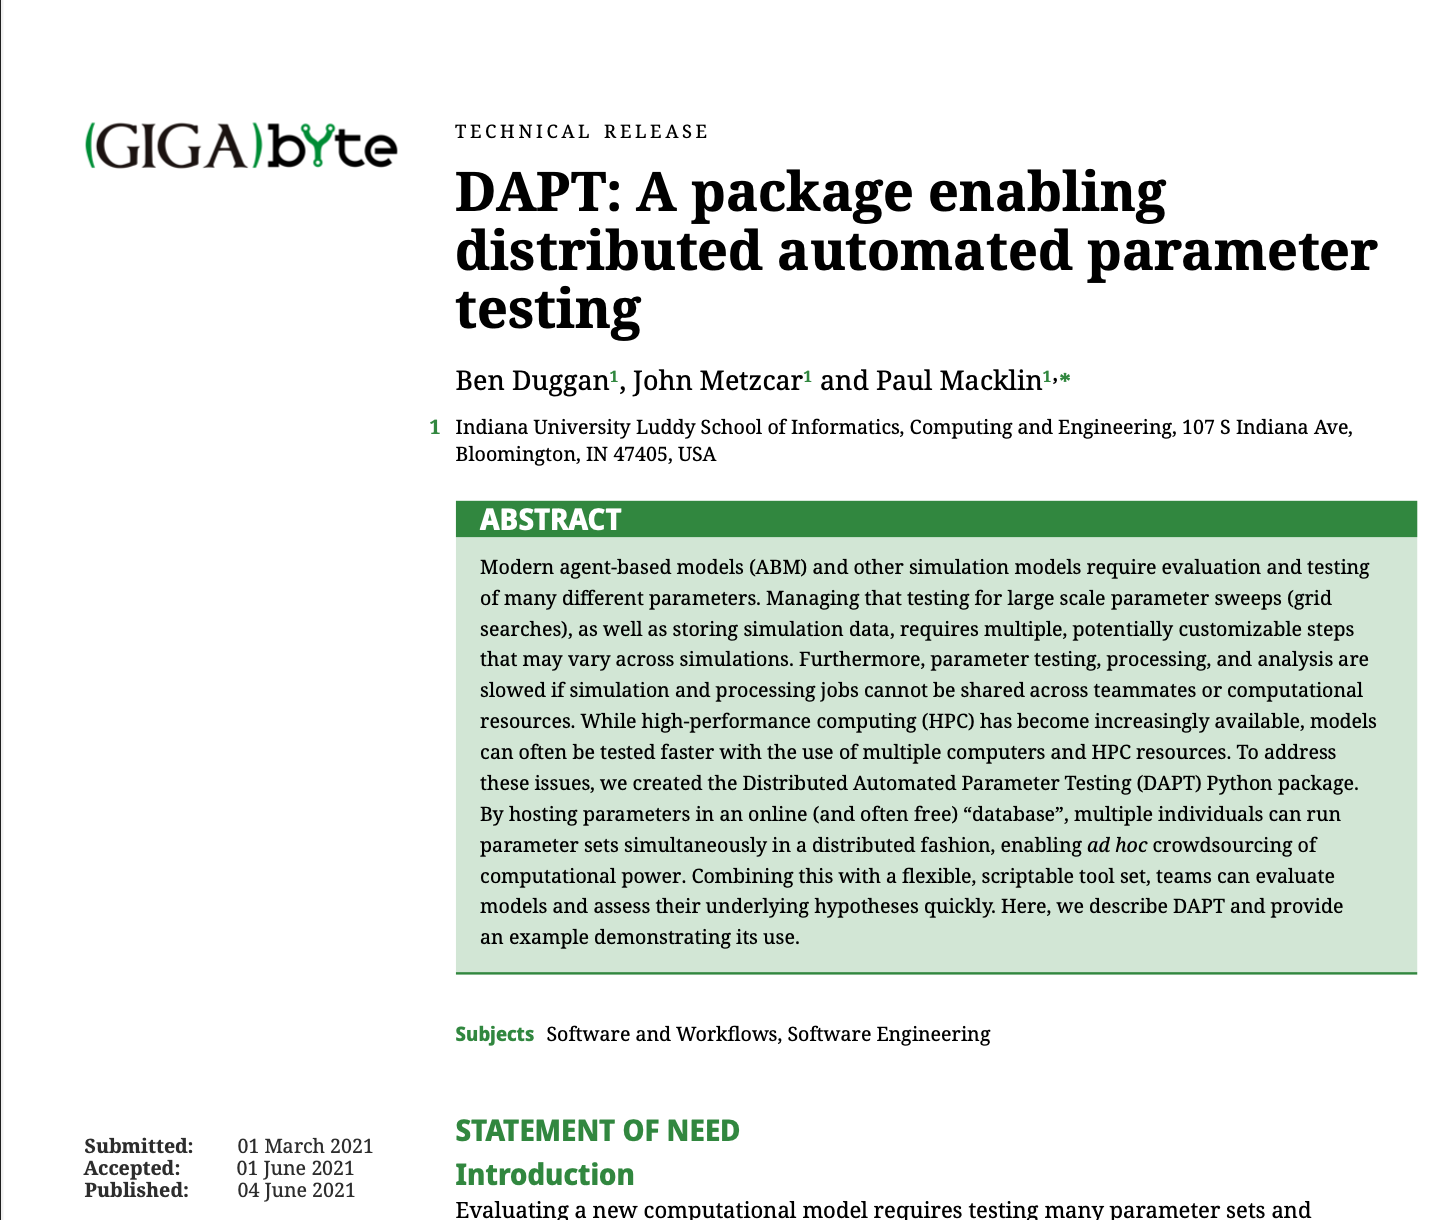 (GIGA)byte
TECHNICAL RELEASE
DAPT: A package enabling
distributed automated parameter
testing
Ben Duggan1, John Metzcar1 and Paul Macklin1,*
1 Indiana University Luddy School of Informatics, Computing and Engineering, 107 S Indiana Ave,
Bloomington, IN 47405, USA
ABSTRACT
Modern agent-based models (ABM) and other simulation models require evaluation and testing
of many different parameters. Managing that testing for large scale parameter sweeps (grid
searches), as well as storing simulation data, requires multiple, potentially customizable steps
that may vary across simulations. Furthermore, parameter testing, processing, and analysis are
slowed if simulation and processing jobs cannot be shared across teammates or computational
resources. While high-performance computing (HPC) has become increasingly available, models
can often be tested faster with the use of multiple computers and HPC resources. To address
these issues, we created the Distributed Automated Parameter Testing (DAPT) Python package.
By hosting parameters in an online (and often free) “database”, multiple individuals can run
parameter sets simultaneously in a distributed fashion, enabling ad hoc crowdsourcing of
computational power. Combining this with a flexible, scriptable tool set, teams can evaluate
models and assess their underlying hypotheses quickly. Here, we describe DAPT and provide
an example demonstrating its use.
Subjects Software and Workflows, Software Engineering
Submitted: 01 March 2021
Accepted: 01 June 2021
Published: 04 June 2021
STATEMENT OF NEED
Introduction
Evaluating a new computational model requires testing many parameter sets and